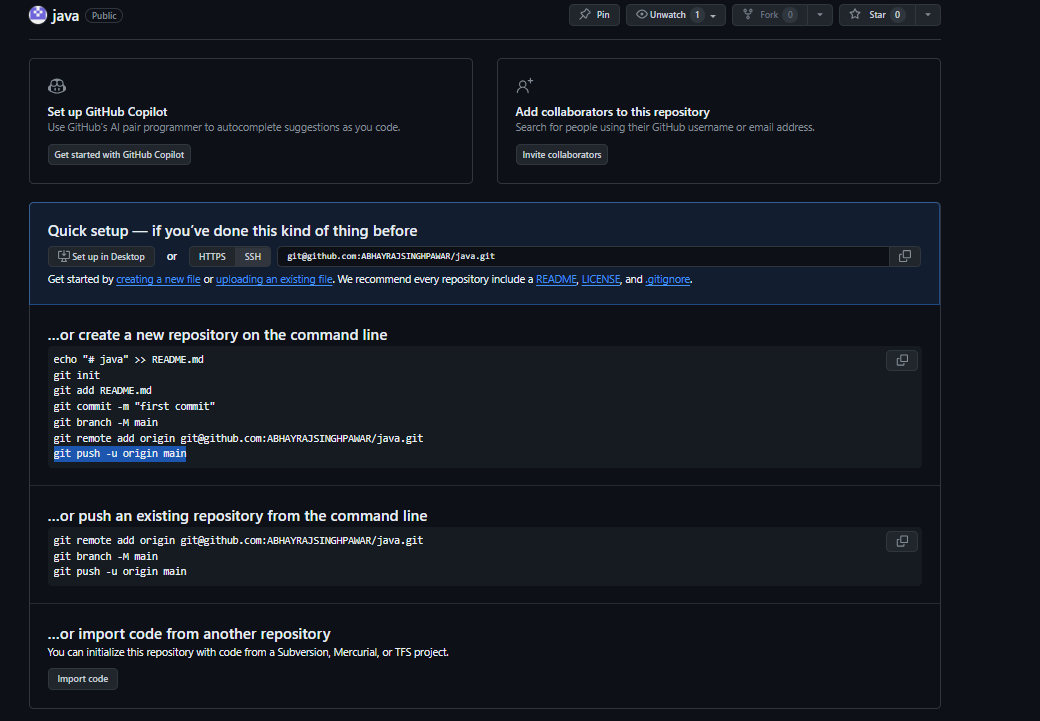 java Public
Pin Unwatch 1 Fork 0 Star 0
Set up GitHub Copilot
Use GitHub's AI pair programmer to autocomplete suggestions as you code.
Get started with GitHub Copilot
Add collaborators to this repository
Search for people using their GitHub username or email address.
Invite collaborators
Quick setup — if you've done this kind of thing before
Set up in Desktop or HTTPS SSH git@github.com:ABHAYRAJSINGHPAWAR/java.git
Get started by creating a new file or uploading an existing file. We recommend every repository include a README, LICENSE, and .gitignore.
...or create a new repository on the command line
echo "# java" >> README.md
git init
git add README.md
git commit -m "first commit"
git branch -M main
git remote add origin git@github.com:ABHAYRAJSINGHPAWAR/java.git
git push -u origin main
...or push an existing repository from the command line
git remote add origin git@github.com:ABHAYRAJSINGHPAWAR/java.git
git branch -M main
git push -u origin main
...or import code from another repository
You can initialize this repository with code from a Subversion, Mercurial, or TFS project.
Import code